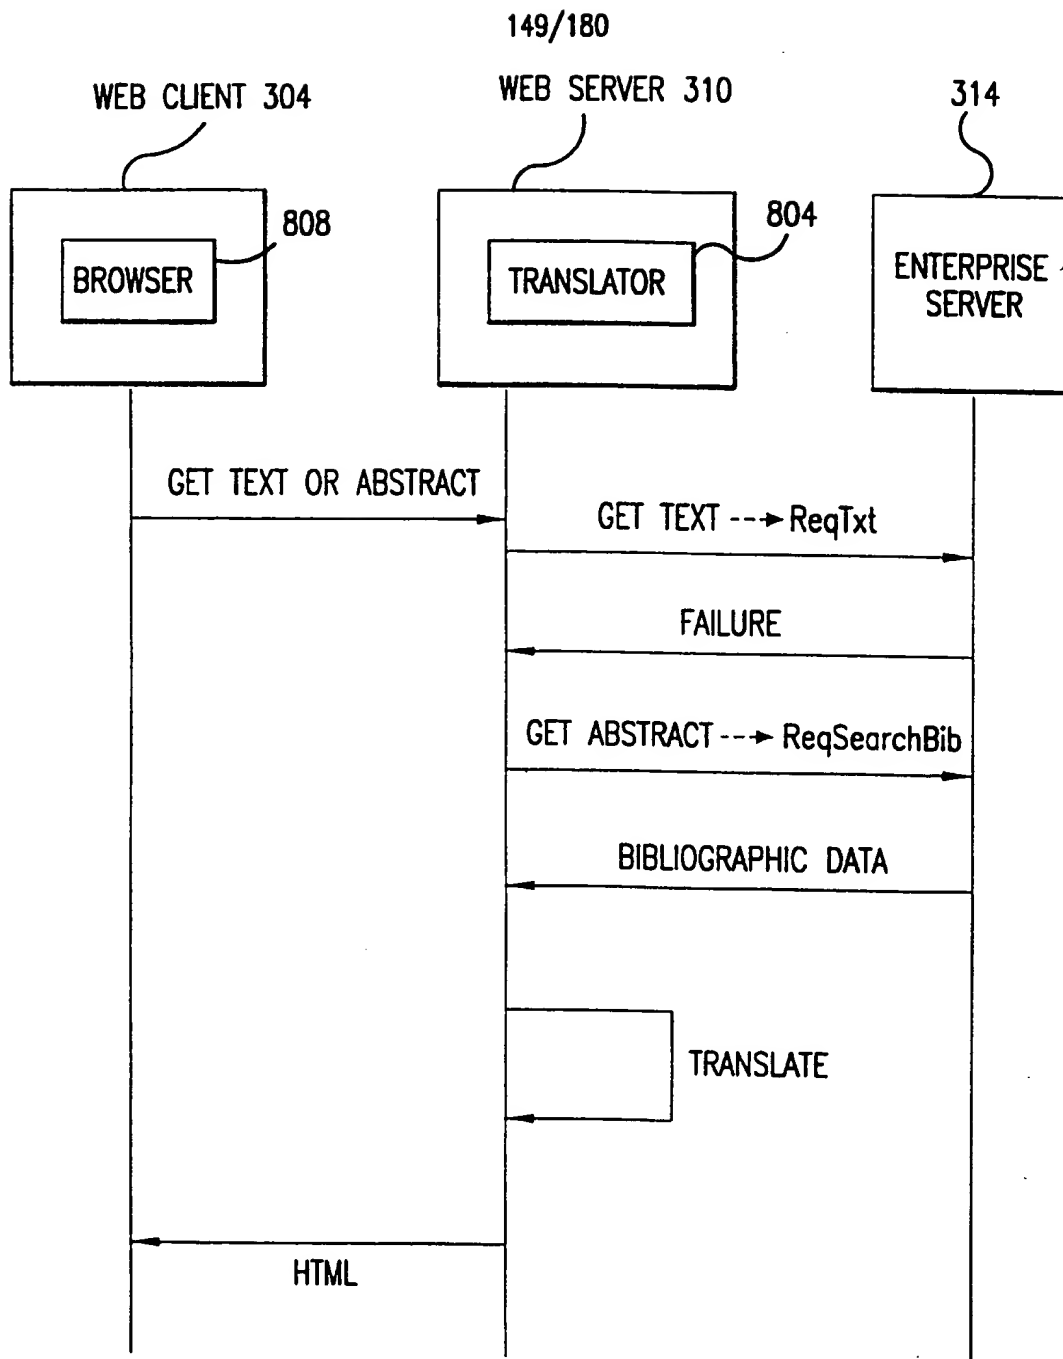 149/180
WEB CLIENT 304
WEB SERVER 310
314
808
804
BROWSER
TRANSLATOR
ENTERPRISE
SERVER
GET TEXT OR ABSTRACT
GET TEXT ---> ReqTxt
FAILURE
GET ABSTRACT ---> ReqSearchBib
BIBLIOGRAPHIC DATA
TRANSLATE
HTML